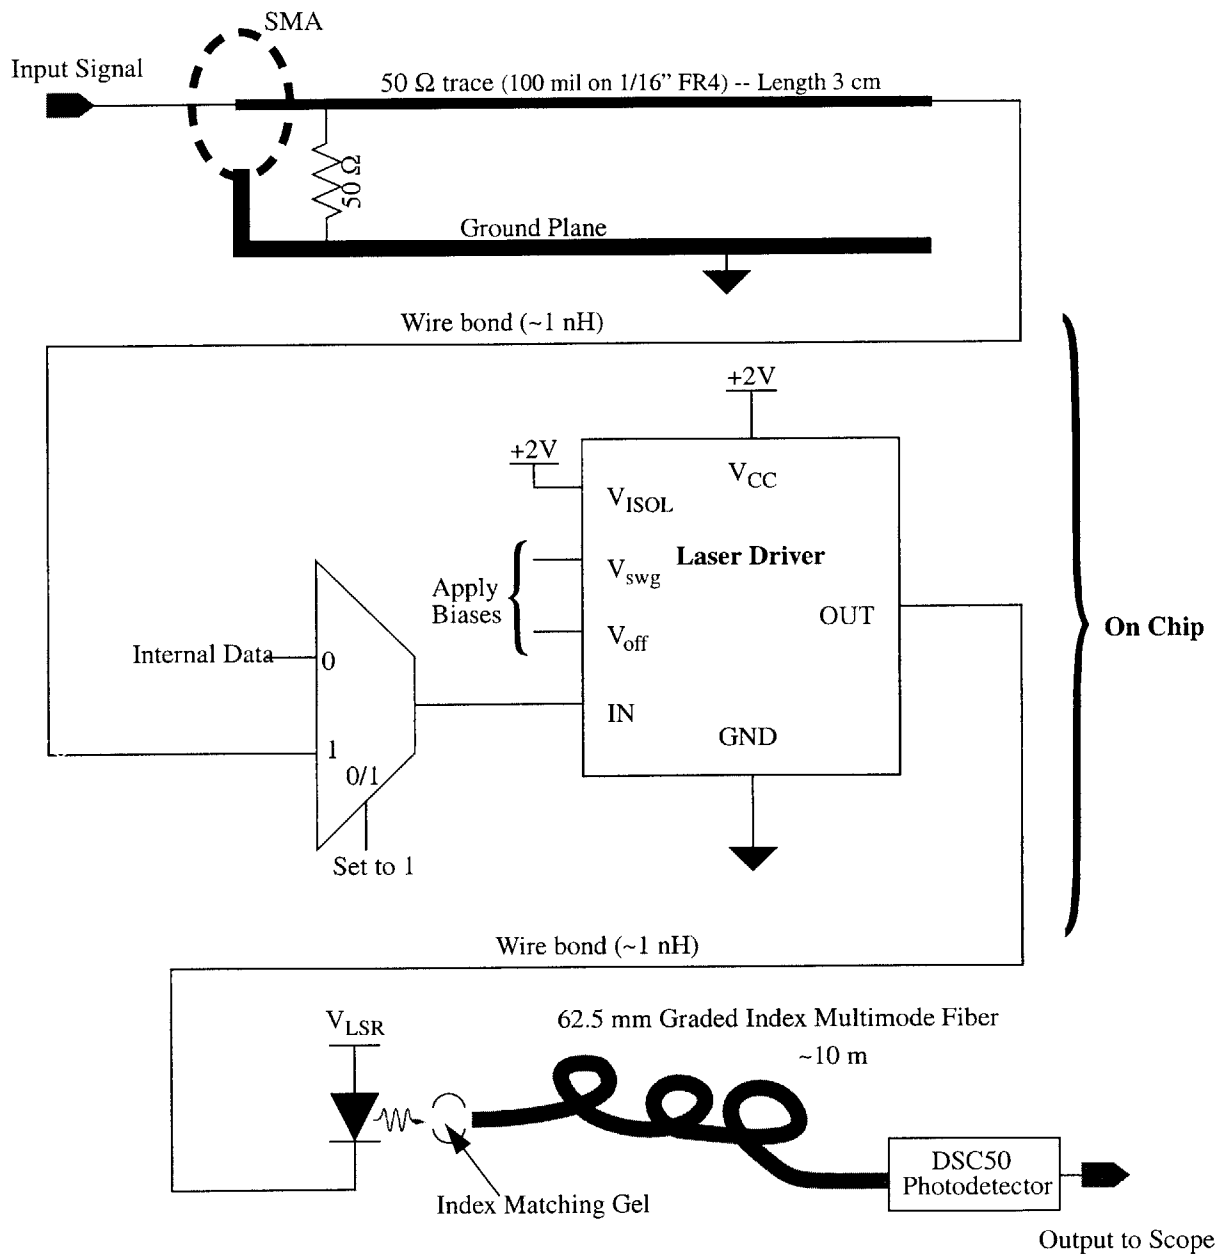 SMA
Input Signal
50 Ω trace (100 mil on 1/16” FR4) -- Length 3 cm
50 Ω
Ground Plane
Wire bond (~1 nH)
+2V
+2V
VCC
VISOL
Laser Driver
Vswg
Apply
Biases
Voff
OUT
On Chip
Internal Data
0
IN
GND
1
0/1
Set to 1
Wire bond (~1 nH)
VLSR
62.5 mm Graded Index Multimode Fiber
~10 m
DSC50
Photodetector
Index Matching Gel
Output to Scope